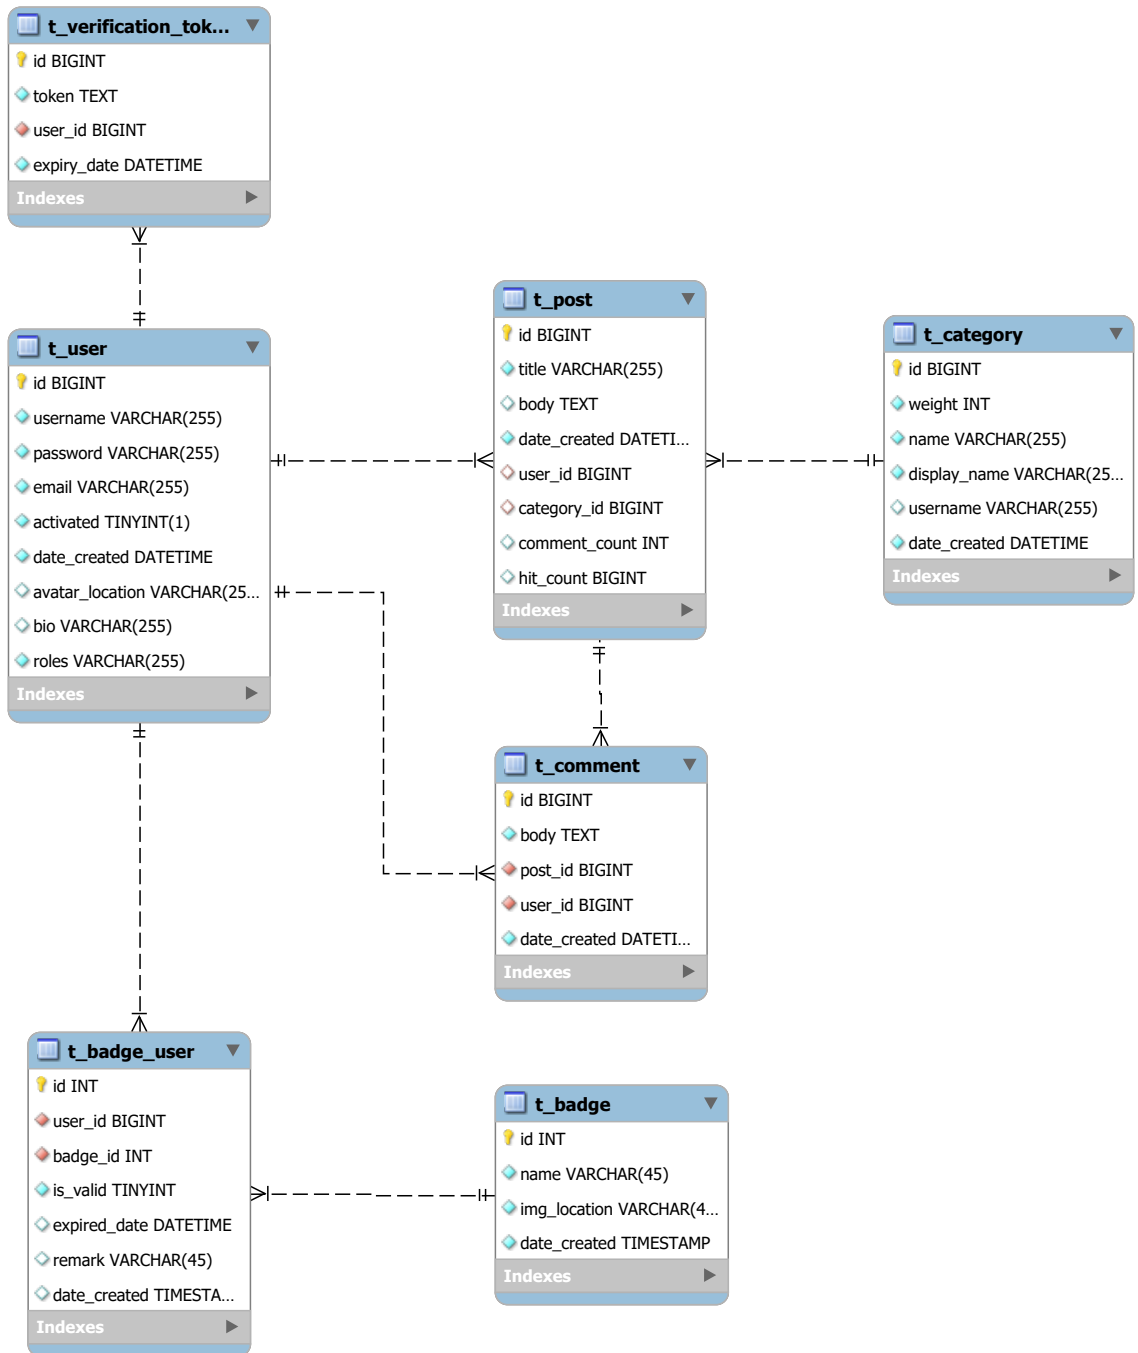 t_verification_tok...
id BIGINT
token TEXT
user_id BIGINT
expiry_date DATETIME
Indexes
t_user
id BIGINT
username VARCHAR(255)
password VARCHAR(255)
email VARCHAR(255)
activated TINYINT(1)
date_created DATETIME
avatar_location VARCHAR(25...
bio VARCHAR(255)
roles VARCHAR(255)
Indexes
t_post
id BIGINT
title VARCHAR(255)
body TEXT
date_created DATETI...
user_id BIGINT
category_id BIGINT
comment_count INT
hit_count BIGINT
Indexes
t_category
id BIGINT
weight INT
name VARCHAR(255)
display_name VARCHAR(25...
username VARCHAR(255)
date_created DATETIME
Indexes
t_comment
id BIGINT
body TEXT
post_id BIGINT
user_id BIGINT
date_created DATETI...
Indexes
t_badge_user
id INT
user_id BIGINT
badge_id INT
is_valid TINYINT
expired_date DATETIME
remark VARCHAR(45)
date_created TIMESTA...
Indexes
t_badge
id INT
name VARCHAR(45)
img_location VARCHAR(4...
date_created TIMESTAMP
Indexes